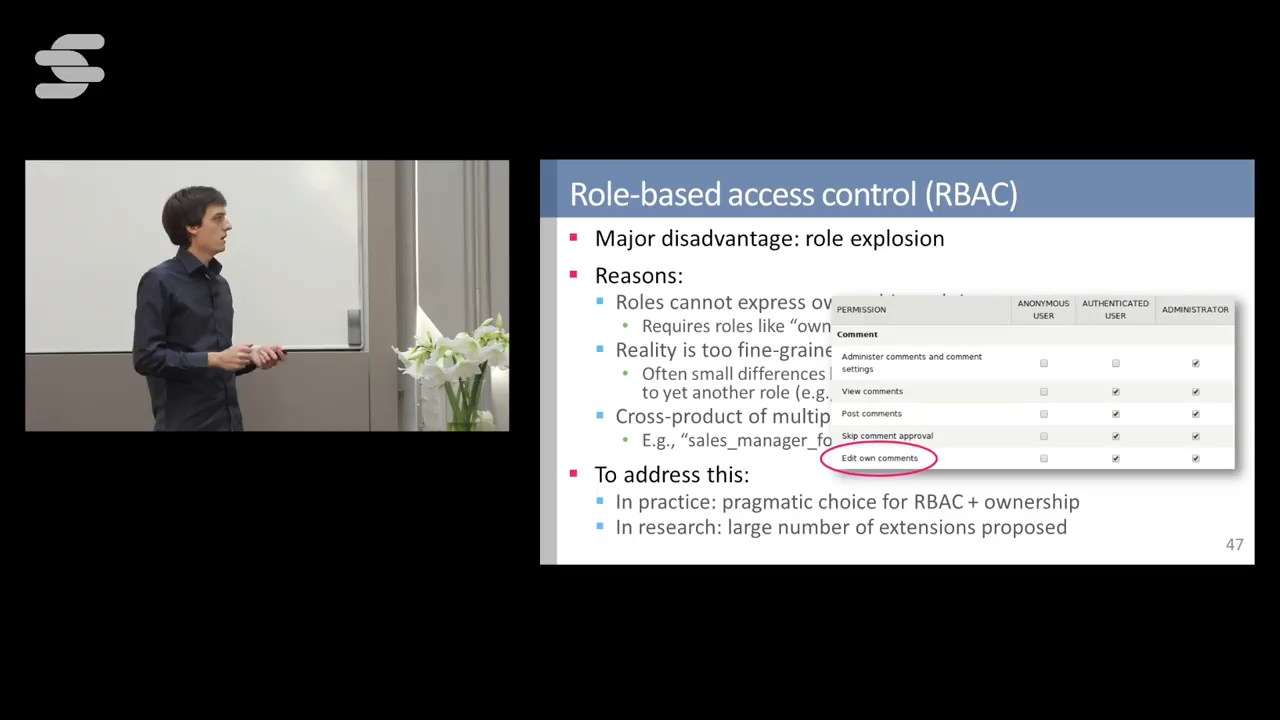 Role-based access control (RBAC)
Major disadvantage: role explosion
Reasons:
Roles cannot express
Requires roles like “own
Reality is too fine-graine
Often small differences
to yet another role (e.g.,
Cross-product of multip
E.g., “sales_manager_fo
PERMISSION
ANONYMOUS
USER
AUTHENTICATED
USER
ADMINISTRATOR
Comment
Administer comments and comment
settings
View comments
Post comments
Skip comment approval
Edit own comments
To address this:
In practice: pragmatic choice for RBAC + ownership
In research: large number of extensions proposed
47